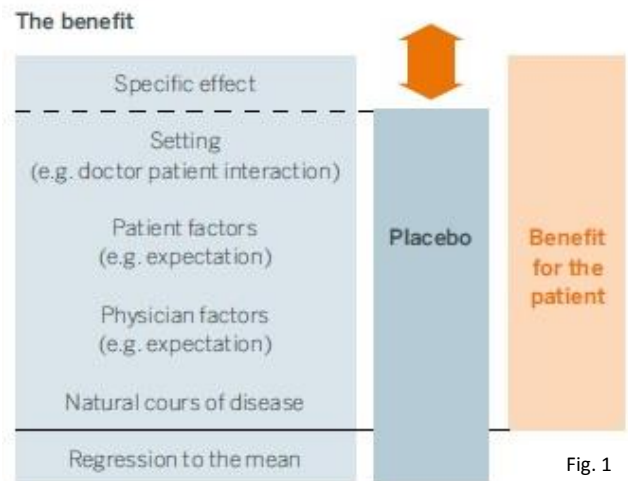 The benefit
Specific effect
Setting
(e.g. doctor patient interaction)
Patient factors
(e.g. expectation)
Physician factors
(e.g. expectation)
Natural cours of disease
Regression to the mean
Placebo
Benefit
for the
patient
Fig. 1